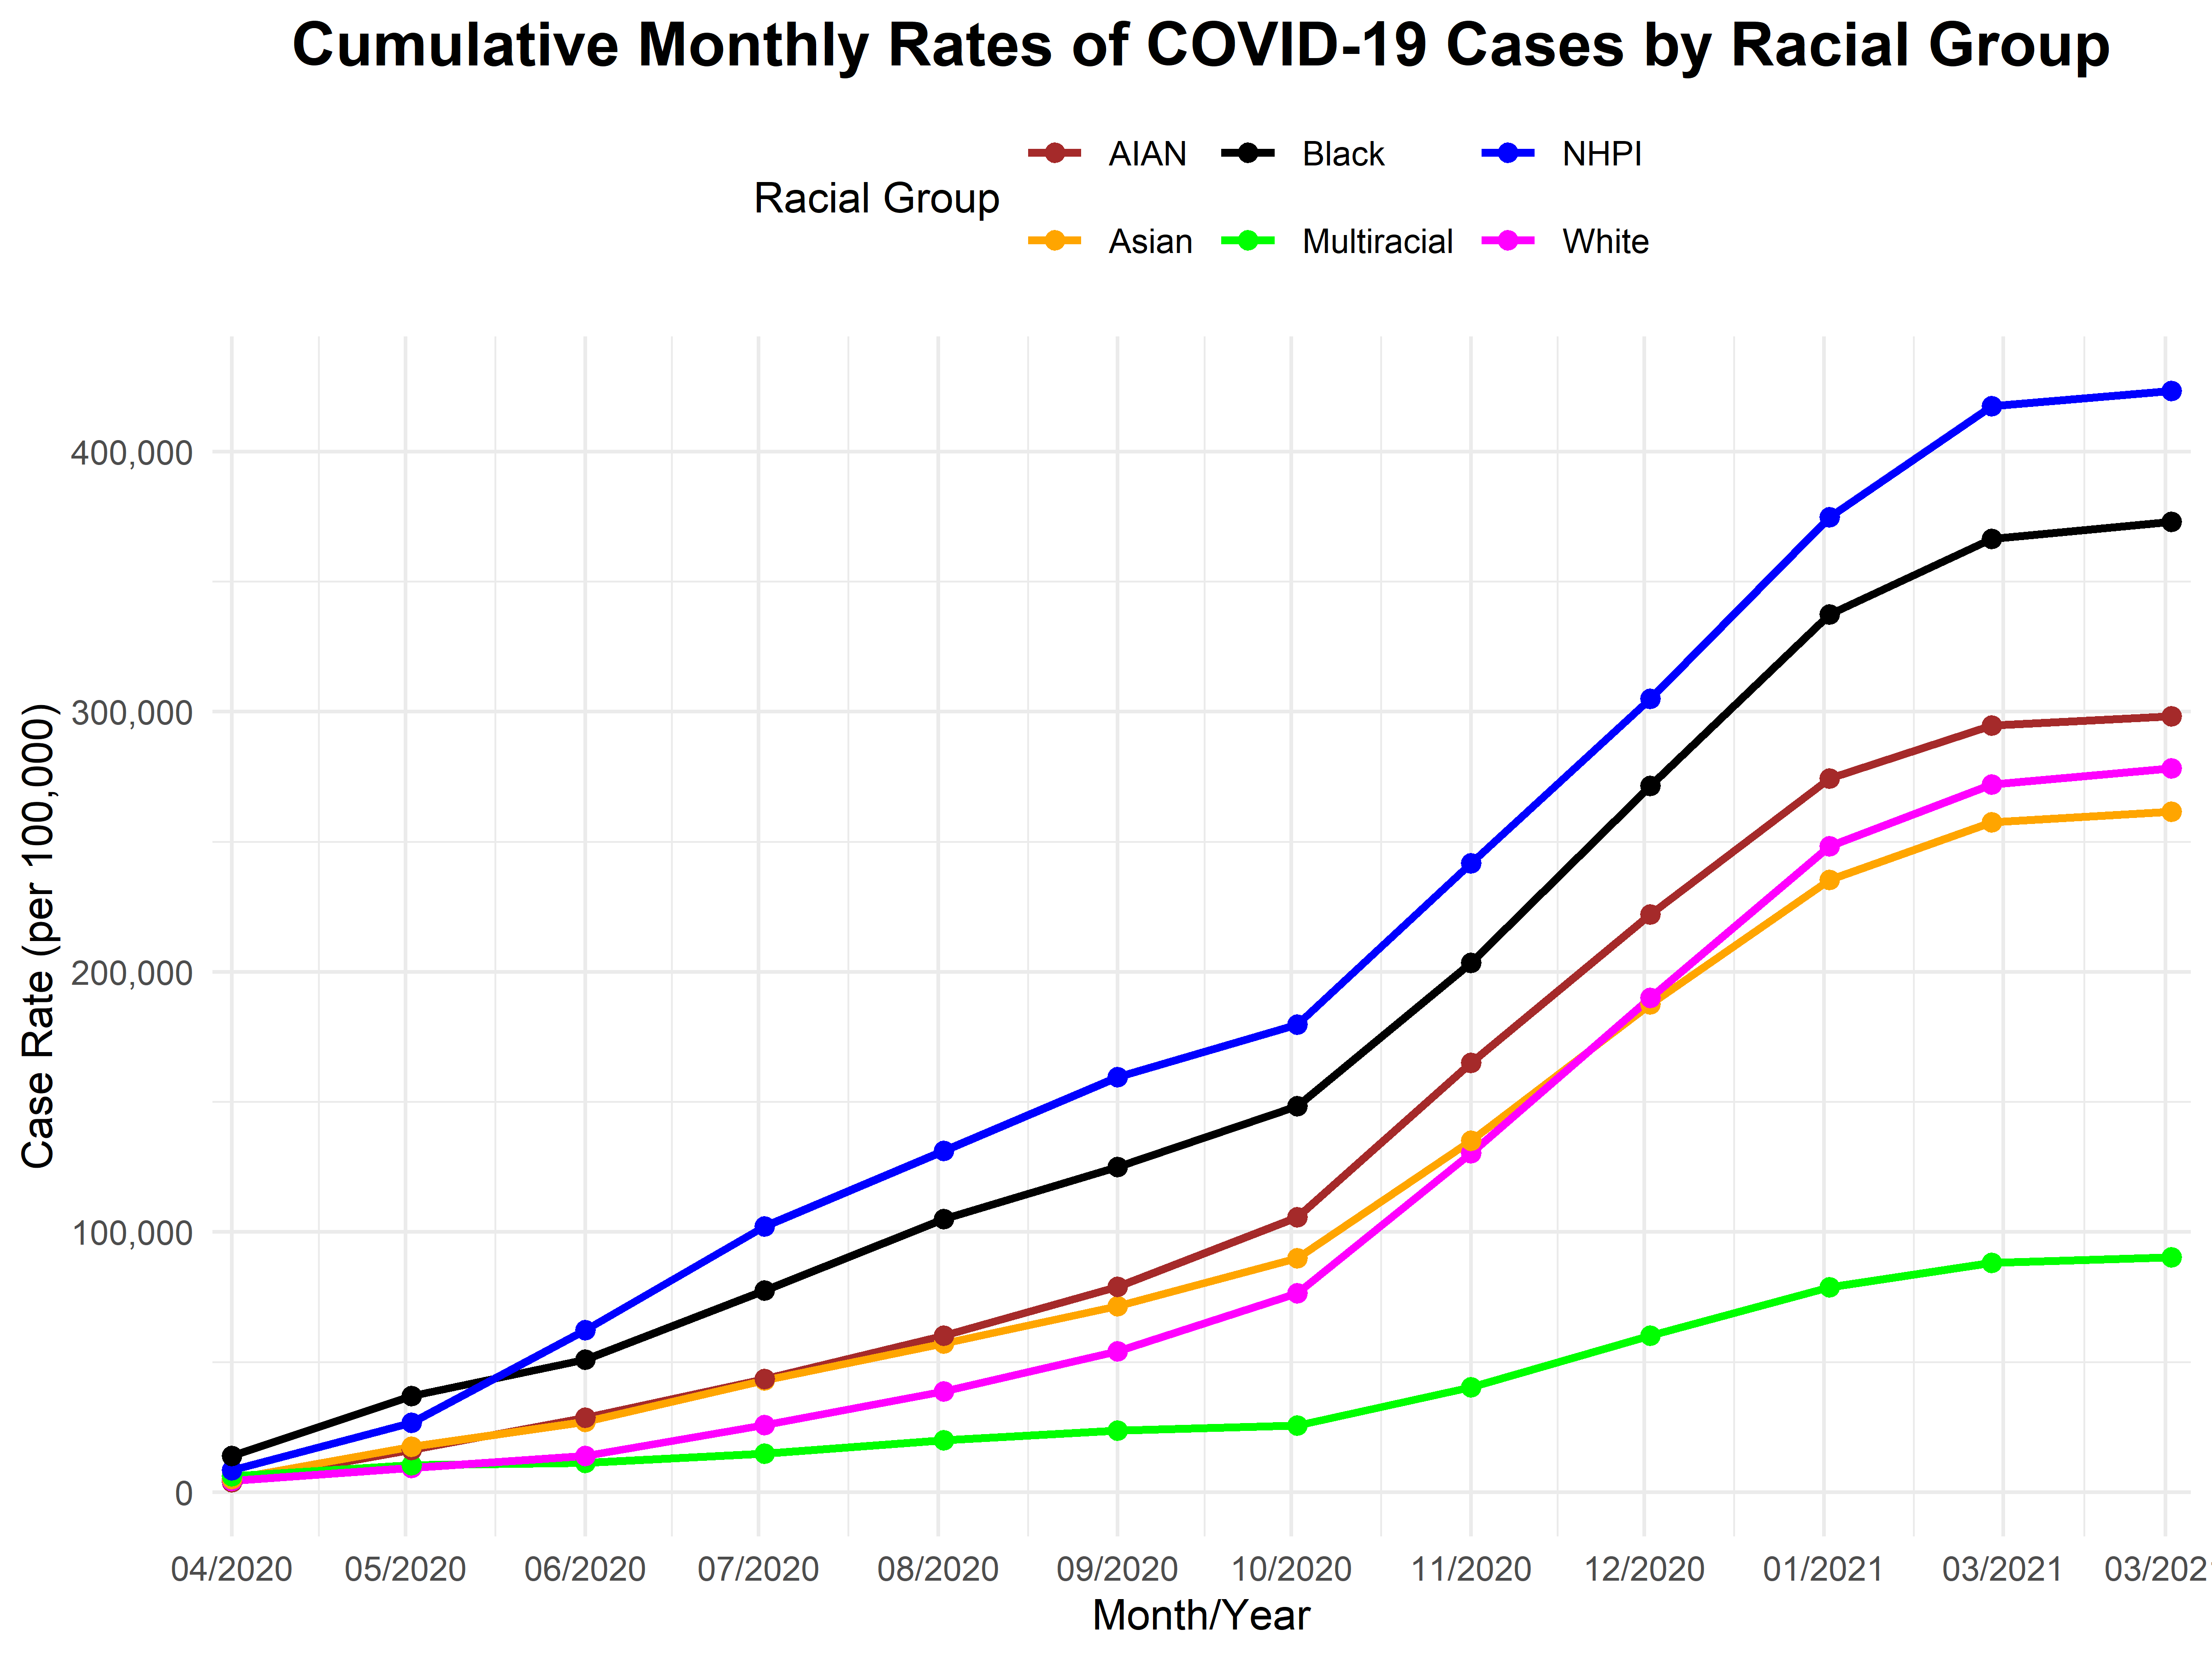 Cumulative Monthly Rates of COVID-19 Cases by Racial Group
Racial Group
AIAN Black NHPI
Asian Multiracial White
Case Rate (per 100,000)
400,000
300,000
200,000
100,000
0
04/2020 05/2020 06/2020 07/2020 08/2020 09/2020 10/2020 11/2020 12/2020 01/2021 03/2021 03/202
Month/Year